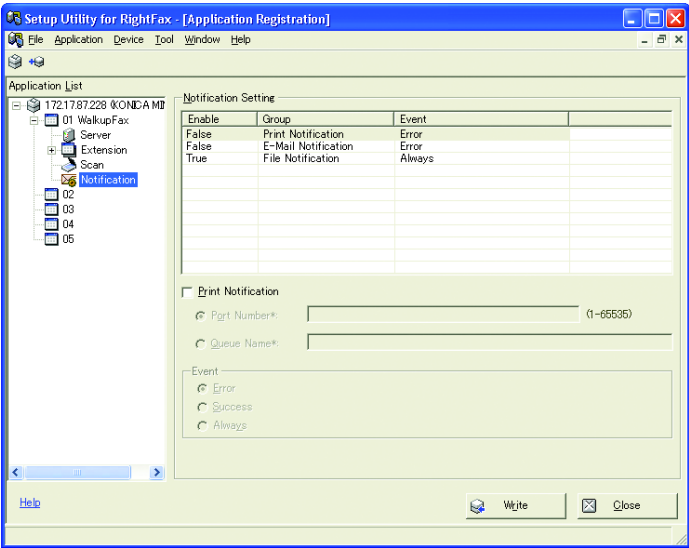 Setup Utility for RightFax - [Application Registration]
File Application Device Tool Window Help
Application List
172.17.87.228 (KONICA MI
01 WalkupFax
Server
Extension
Scan
Notification
02
03
04
05
Notification Setting
Enable Group Event
False Print Notification Error
False E-Mail Notification Error
True File Notification Always
Print Notification
Port Number*: (1-65535)
Queue Name*:
Event
Error
Success
Always
Help
Write Close